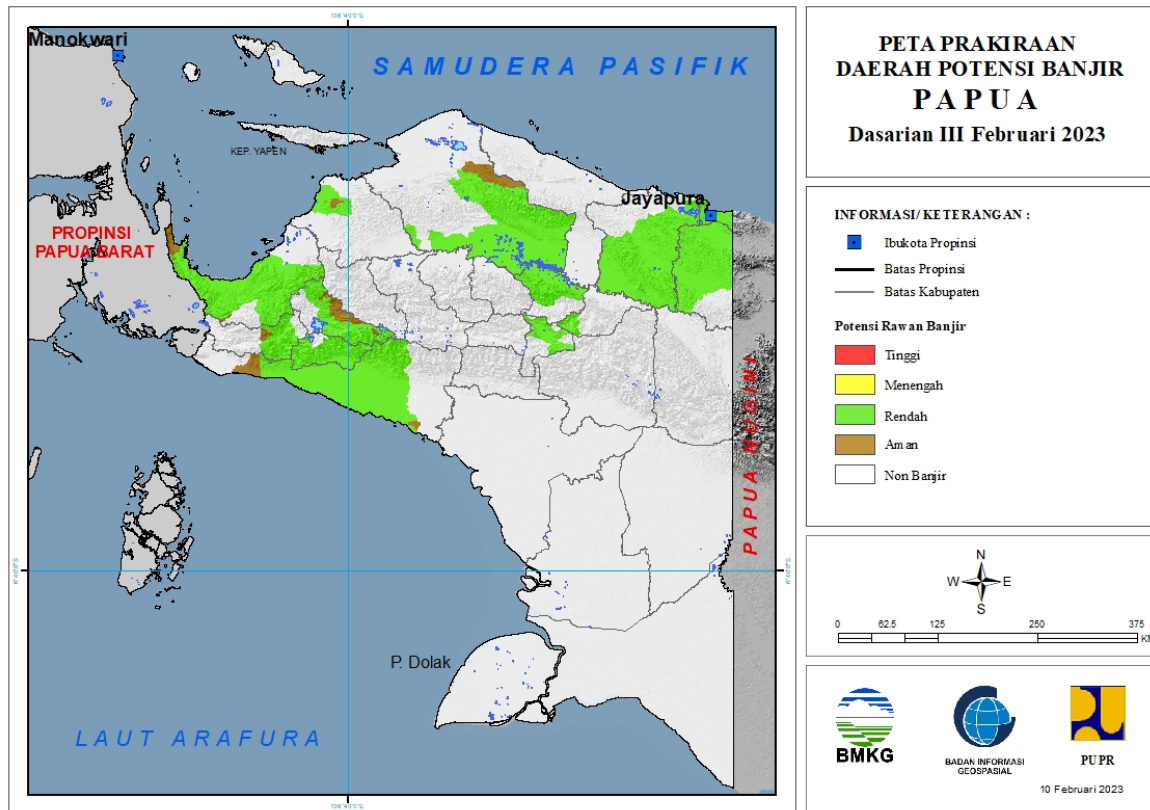 Manokwari
SAMUDERA PASIFIK
KEP. YAPEN
Jayapura
PROPINSI
PAPUA BARAT
PAPUA NUGINI
P. Dolak
LAUT ARAFURA
PETA PRAKIRAAN
DAERAH POTENSI BANJIR
PAPUA
Dasarian III Februari 2023
INFORMASI/ KETERANGAN :
Ibukota Propinsi
Batas Propinsi
Batas Kabupaten
Potensi Rawan Banjir
Tinggi
Menengah
Rendah
Aman
Non Banjir
N
W E
S
0 62.5 125 250 375
KM
BMKG
BADAN INFORMASI
GEOSPASIAL
PUPR
10 Februari 2023